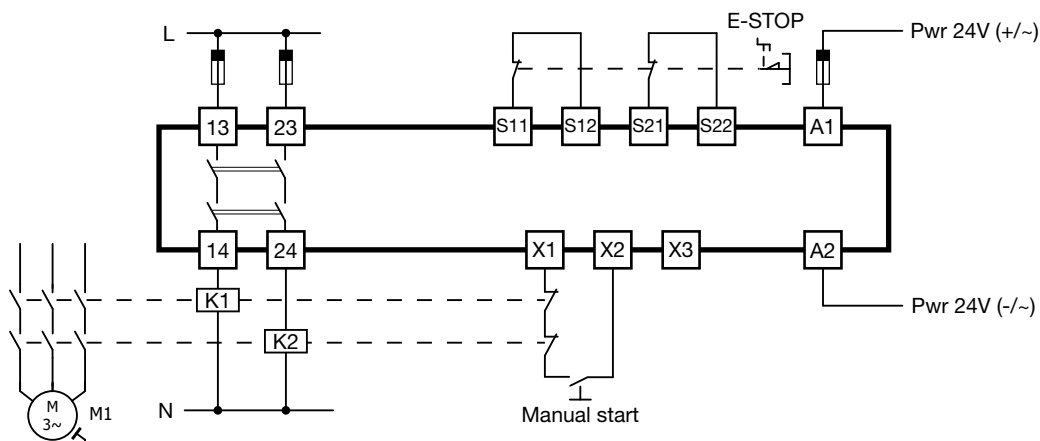 E-STOP
L
Pwr 24V (+/~)
13
23
S11
S12
S21
S22
A1
14
24
X1
X2
X3
A2
K1
Pwr 24V (-/~)
K2
M
3~
M1
N
Manual start